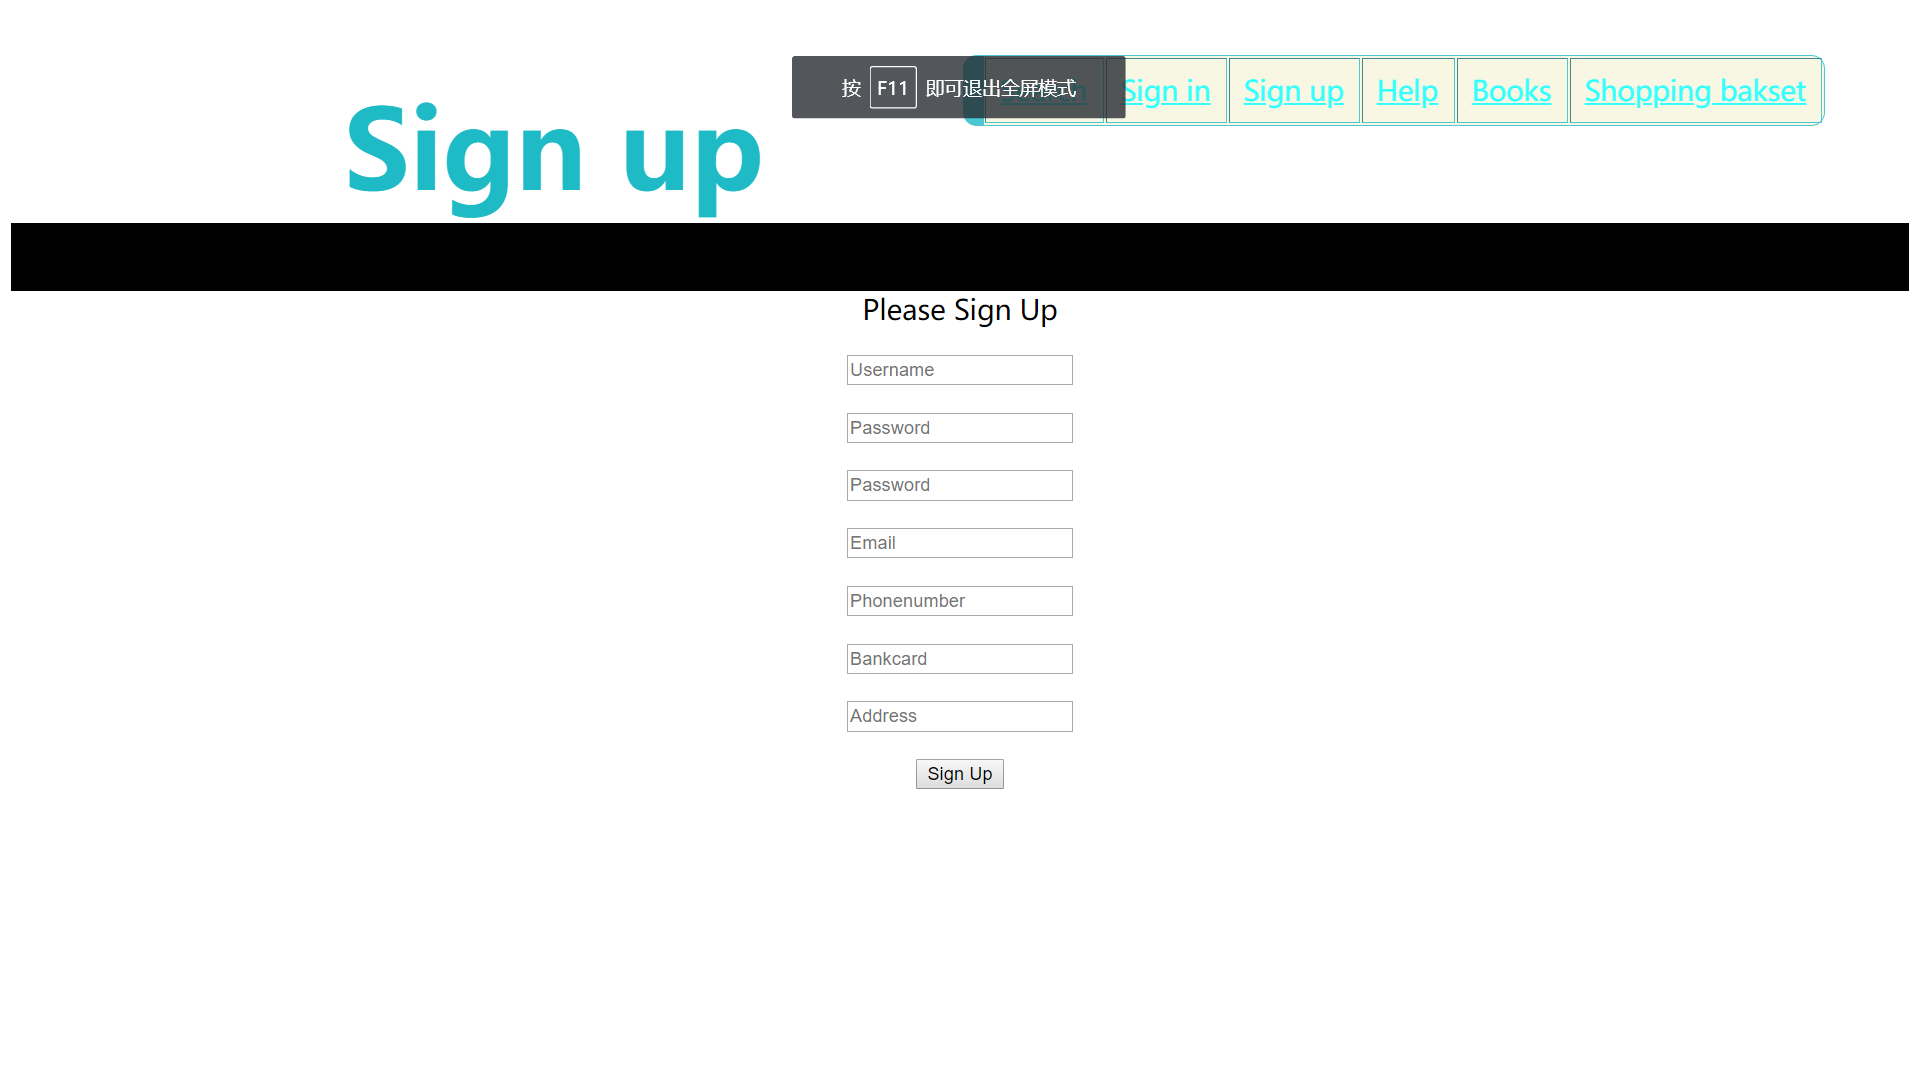 按 F11 即可退出全屏模式
Sign in Sign up Help Books Shopping bakset
Sign up
Please Sign Up
Username
Password
Password
Email
Phonenumber
Bankcard
Address
Sign Up